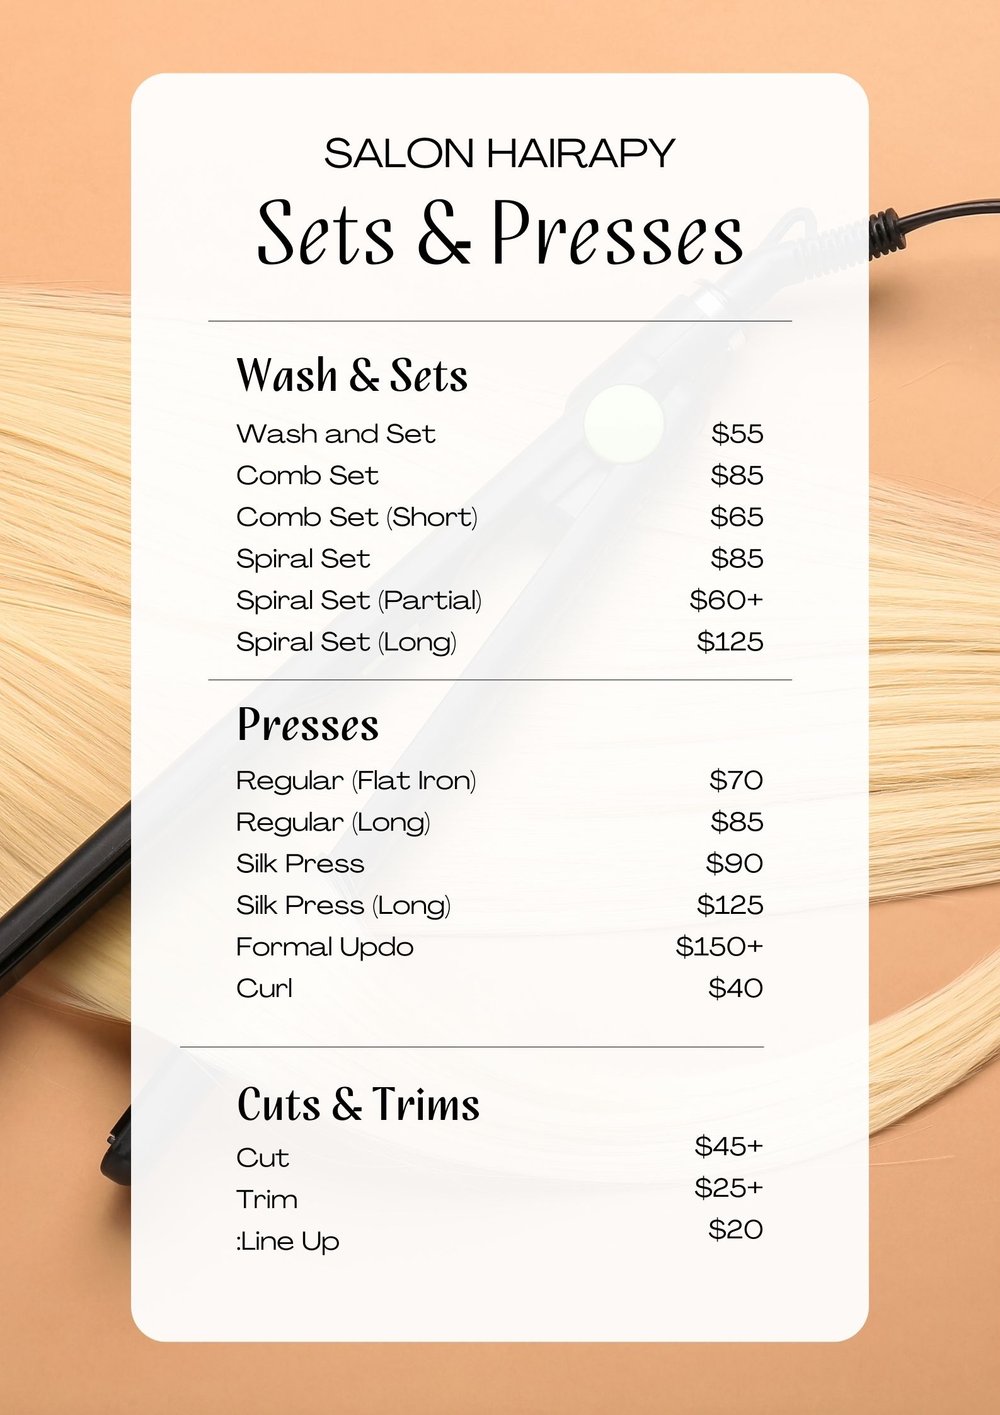 SALON HAIRAPY
Sets & Presses
Wash & Sets
Wash and Set $55
Comb Set $85
Comb Set (Short) $65
Spiral Set $85
Spiral Set (Partial) $60+
Spiral Set (Long) $125
Presses
Regular (Flat Iron) $70
Regular (Long) $85
Silk Press $90
Silk Press (Long) $125
Formal Updo $150+
Curl $40
Cuts & Trims
Cut $45+
Trim $25+
:Line Up $20